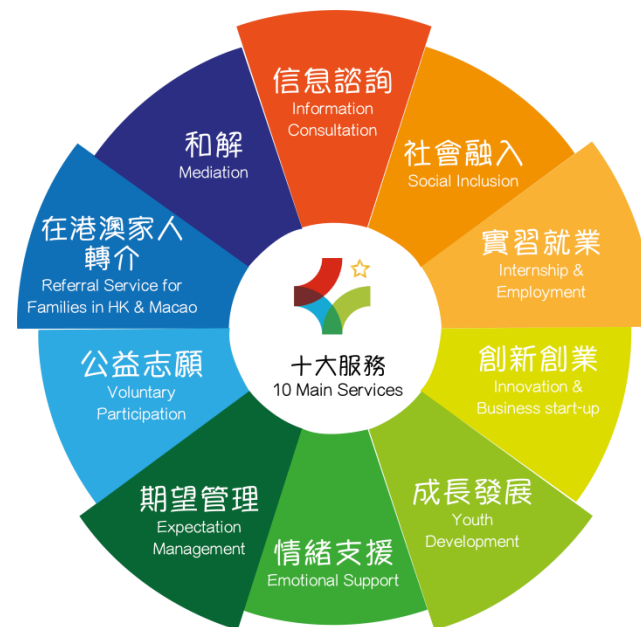 信息諮詢
Information
Consultation
社會融入
Social Inclusion
實習就業
Internship &
Employment
創新創業
Innovation &
Business start-up
成長發展
Youth
Development
情緒支援
Emotional Support
期望管理
Expectation
Management
公益志願
Voluntary
Participation
在港澳家人
轉介
Referral Service for
Families in HK & Macao
和解
Mediation
十大服務
10 Main Services